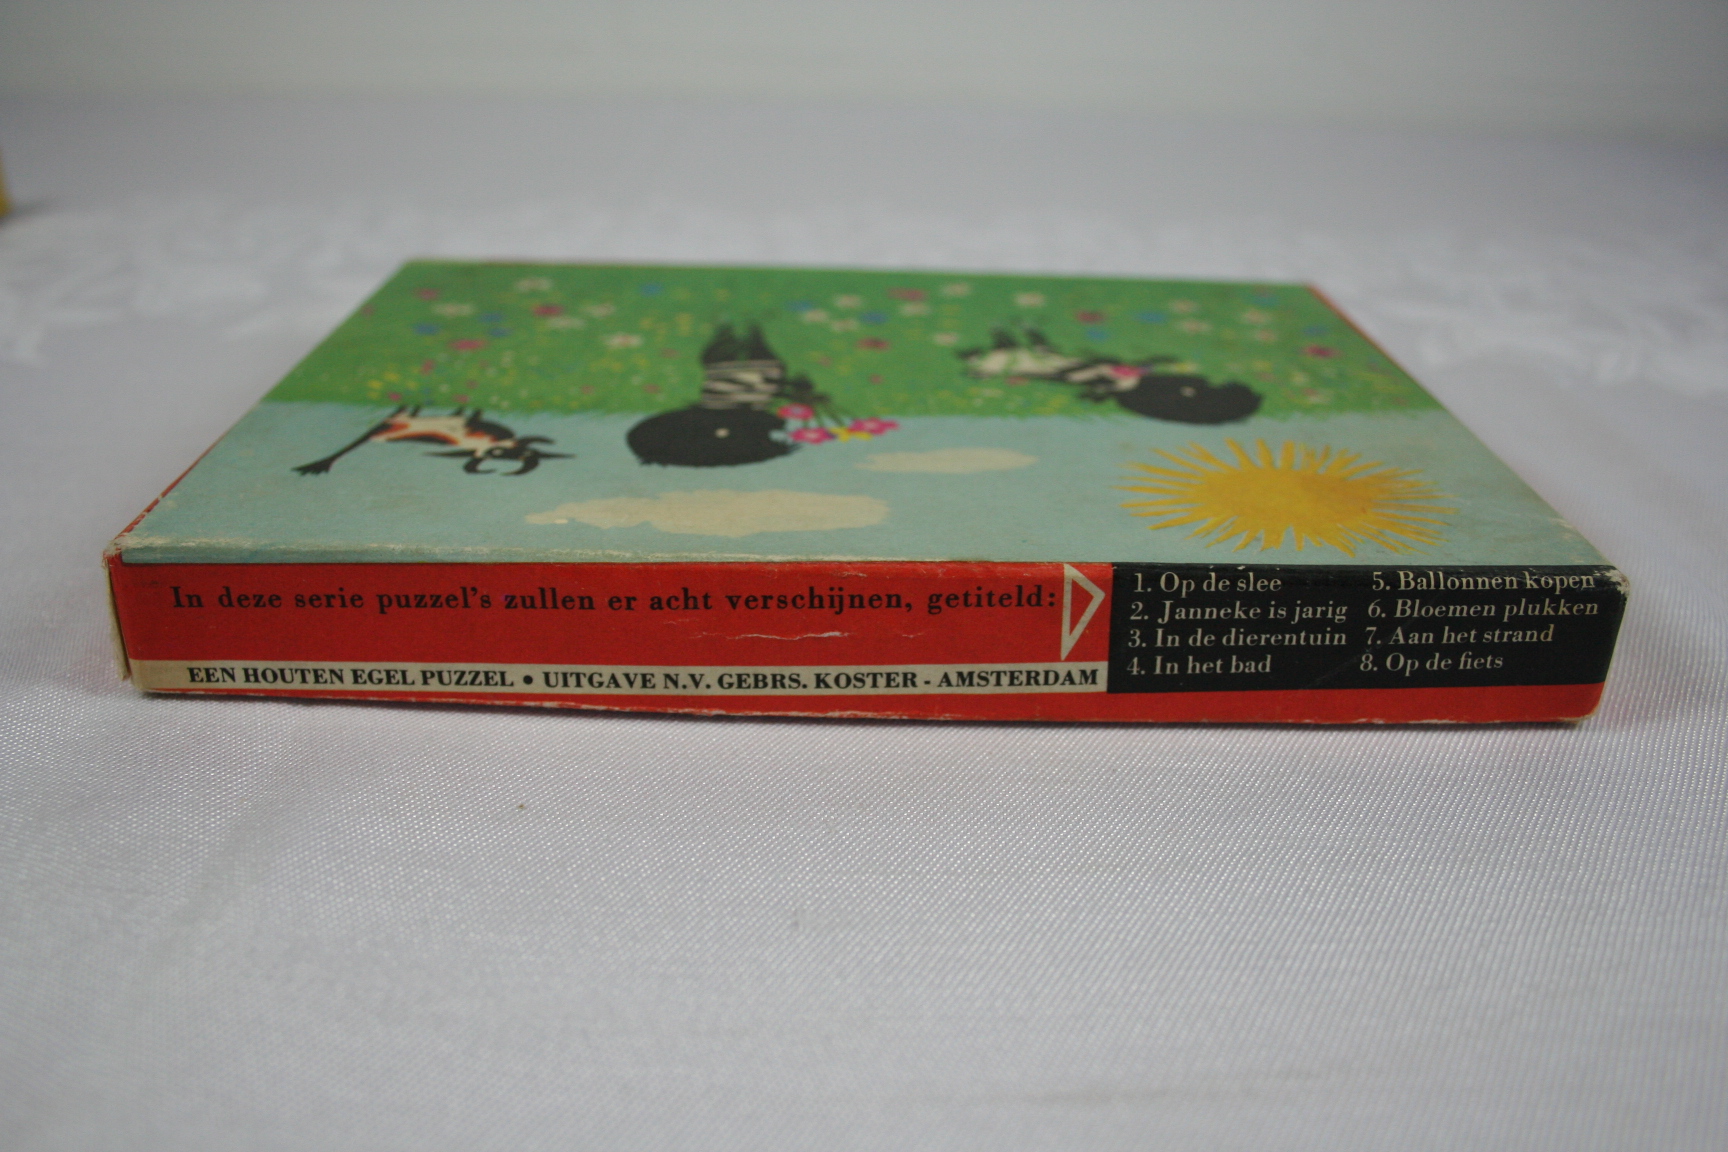 In deze serie puzzel's zullen er acht verschijnen, getiteld:
EEN HOUTEN EGEL PUZZEL • UITGAVE N.V. GEBRS. KOSTER - AMSTERDAM
1. Op de slee
2. Janneke is jarig
3. In de dierentuin
4. In het bad
5. Ballonnen kopen
6. Bloemen plukken
7. Aan het strand
8. Op de fiets